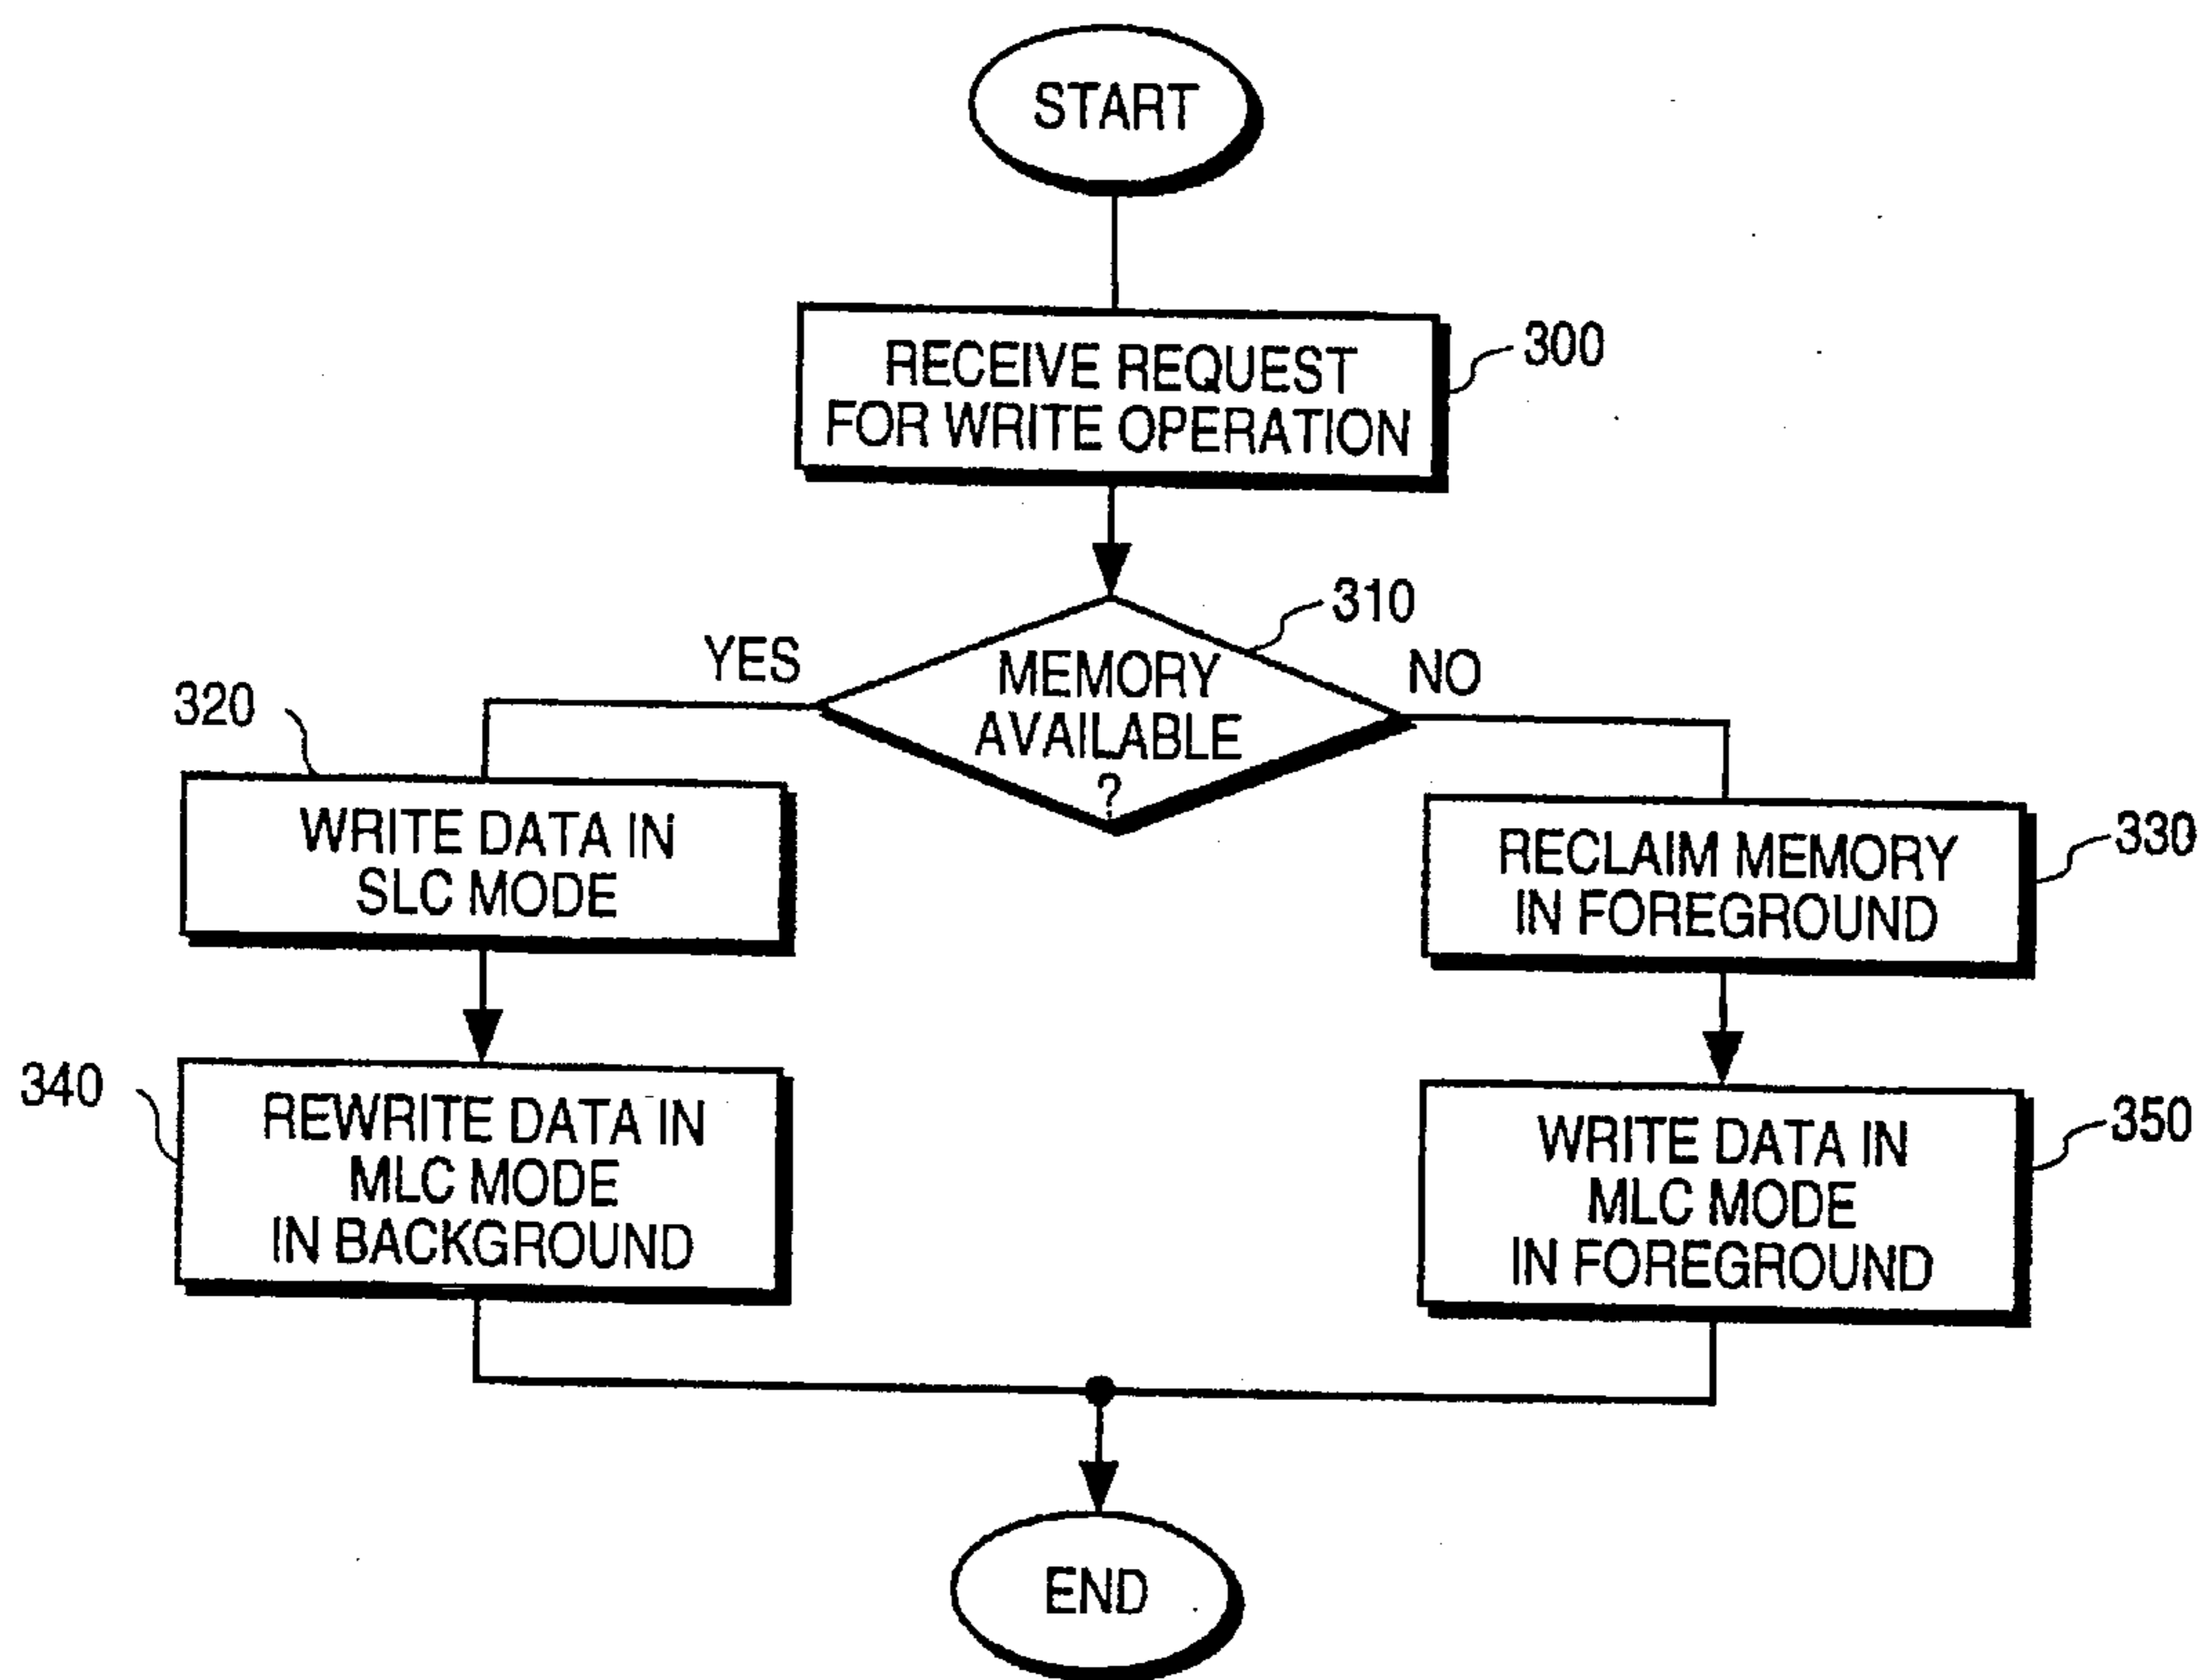 START
RECEIVE REQUEST
FOR WRITE OPERATION
300
310
YES
MEMORY
AVAILABLE
?
NO
320
WRITE DATA IN
SLC MODE
RECLAIM MEMORY
IN FOREGROUND
330
340
REWRITE DATA IN
MLC MODE
IN BACKGROUND
WRITE DATA IN
MLC MODE
IN FOREGROUND
350
END